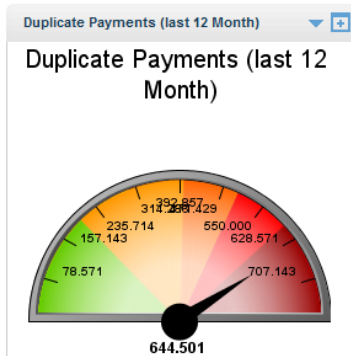 Duplicate Payments (last 12 Month)
Duplicate Payments (last 12
Month)
78.571
157.143
235.714
392.857
550.000
628.571
707.143
644.501